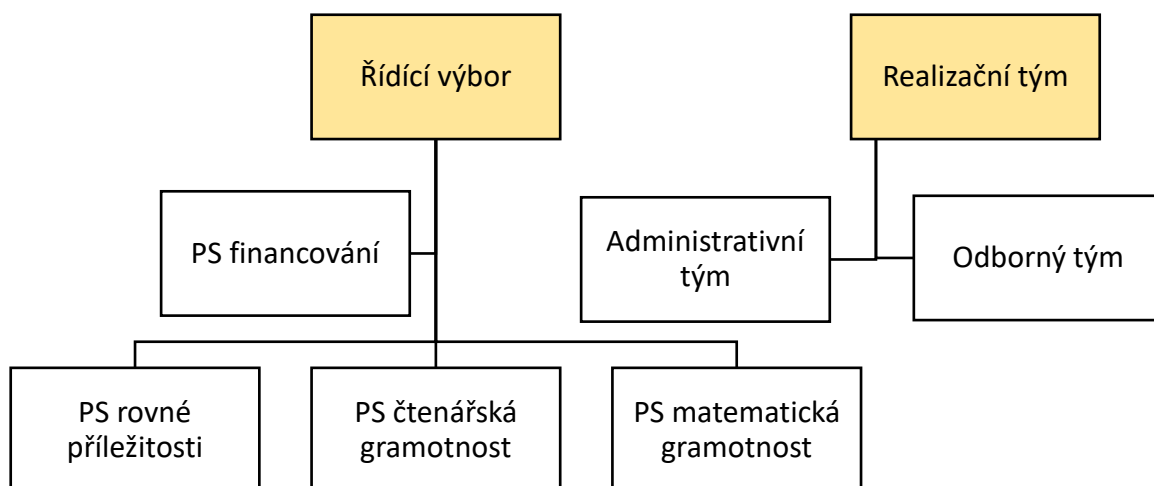 Řídící výbor
Realizační tým
PS financování
Administrativní
tým
Odborný tým
PS rovné
příležitosti
PS čtenářská
gramotnost
PS matematická
gramotnost